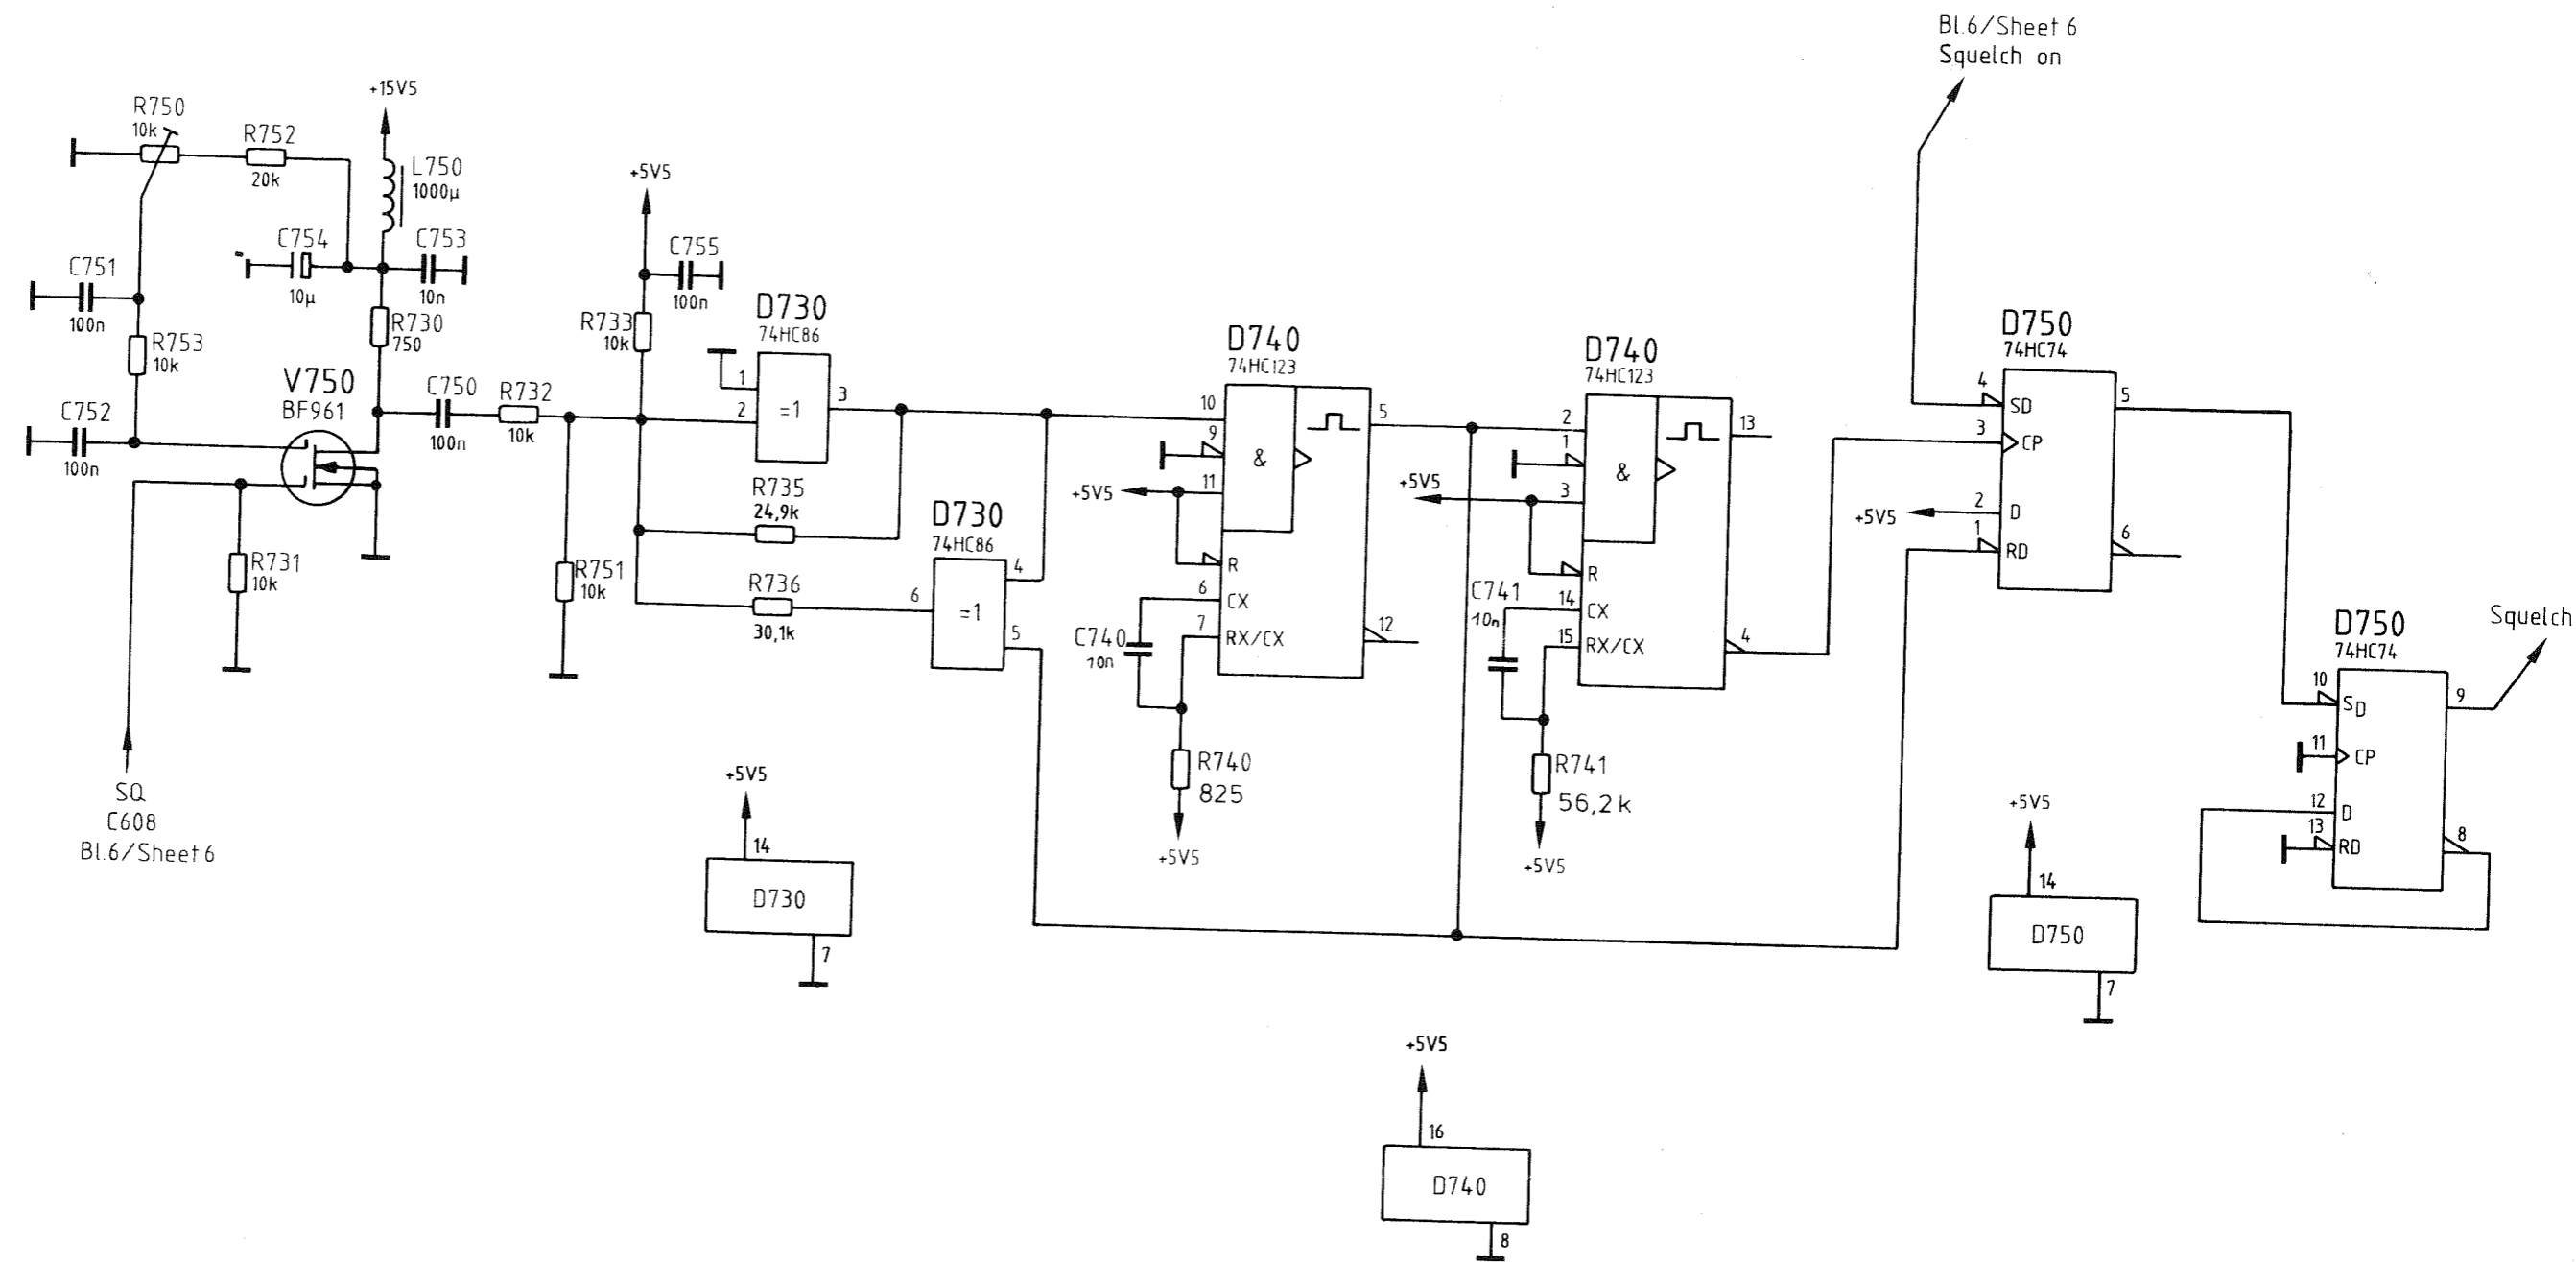 Bl.6/Sheet 6
Squelch on
+15V5
R750
10k
R752
20k
L750
1000µ
+5V5
C754
10µ
C753
10n
C755
100n
C751
100n
R753
10k
R730
750
R733
10k
D730
74HC86
1
2
3
=1
V750
BF961
C750
100n
R732
10k
C752
100n
R735
24,9k
D730
74HC86
4
6
5
=1
R736
30,1k
R731
10k
R751
10k
SQ
C608
Bl.6/Sheet 6
D740
74HC123
10
9
11
+5V5
&
5
R
6
CX
7
RX/CX
12
C740
10n
R740
825
+5V5
D740
74HC123
2
1
3
+5V5
&
13
R
14
CX
15
RX/CX
4
C741
10n
R741
56,2k
+5V5
D750
74HC74
4
SD
3
CP
+5V5
2
D
1
RD
5
6
D750
74HC74
10
SD
11
CP
12
D
13
RD
9
8
Squelch
+5V5
14
D730
7
+5V5
14
D750
7
+5V5
16
D740
8